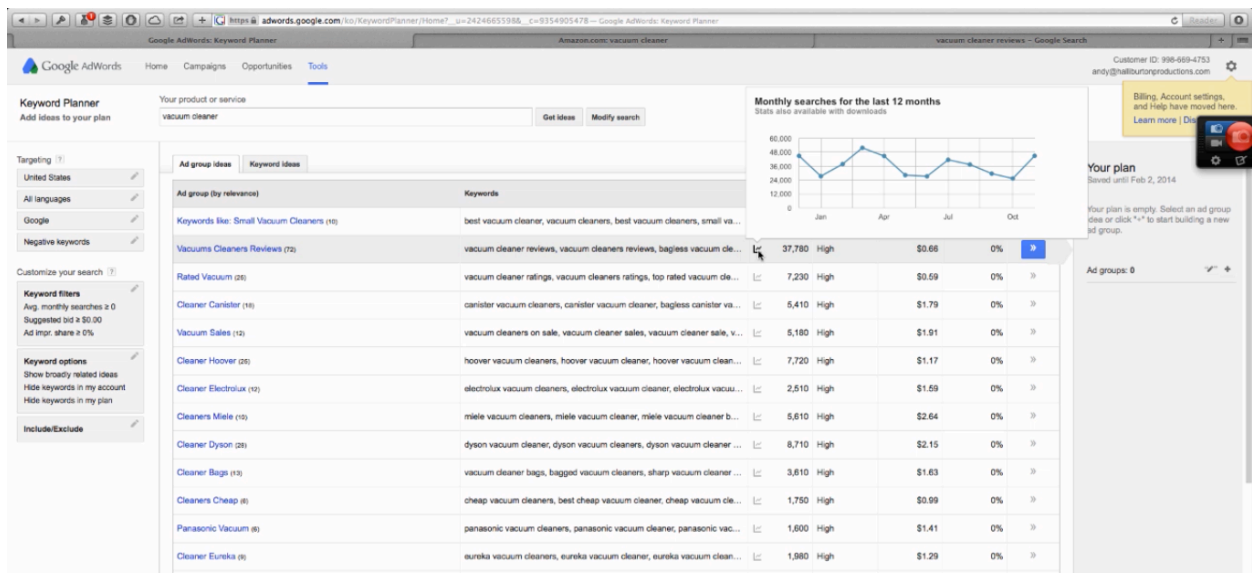 https adwords.google.com/ko/KeywordPlanner/Home?__u=2424665598&__c=9354905478 — Google AdWords: Keyword Planner
Reader
Google AdWords: Keyword Planner
Amazon.com: vacuum cleaner
vacuum cleaner reviews – Google Search
Google AdWords
Home Campaigns Opportunities Tools
Customer ID: 998-669-4753
andy@halliburtonproductions.com
Billing, Account settings,
and Help have moved here.
Learn more |
Keyword Planner
Add ideas to your plan
Your product or service
vacuum cleaner
Get ideas Modify search
Monthly searches for the last 12 months
Stats also available with downloads
60,000
48,000
36,000
24,000
12,000
0
Jan Apr Jul Oct
Targeting ?
United States
All languages
Google
Negative keywords
Customize your search ?
Keyword filters
Avg. monthly searches ≥ 0
Suggested bid ≥ $0.00
Ad impr. share ≥ 0%
Keyword options
Show broadly related ideas
Hide keywords in my account
Hide keywords in my plan
Include/Exclude
Ad group ideas Keyword ideas
Ad group (by relevance) Keywords
Keywords like: Small Vacuum Cleaners (10) best vacuum cleaner, vacuum cleaners, best vacuum cleaners, small va...
Vacuums Cleaners Reviews (72) vacuum cleaner reviews, vacuum cleaners reviews, bagless vacuum cle... 37,780 High $0.66 0% »
Rated Vacuum (26) vacuum cleaner ratings, vacuum cleaners ratings, top rated vacuum cle... 7,230 High $0.59 0% »
Cleaner Canister (18) canister vacuum cleaners, canister vacuum cleaner, bagless canister va... 5,410 High $1.79 0% »
Vacuum Sales (12) vacuum cleaners on sale, vacuum cleaner sales, vacuum cleaner sale, v... 5,180 High $1.91 0% »
Cleaner Hoover (25) hoover vacuum cleaners, hoover vacuum cleaner, hoover vacuum clean... 7,720 High $1.17 0% »
Cleaner Electrolux (12) electrolux vacuum cleaners, electrolux vacuum cleaner, electrolux vacuu... 2,510 High $1.59 0% »
Cleaners Miele (10) miele vacuum cleaners, miele vacuum cleaner, miele vacuum cleaner b... 5,610 High $2.64 0% »
Cleaner Dyson (26) dyson vacuum cleaner, dyson vacuum cleaners, dyson vacuum cleaner ... 8,710 High $2.15 0% »
Cleaner Bags (13) vacuum cleaner bags, bagged vacuum cleaners, sharp vacuum cleaner ... 3,610 High $1.63 0% »
Cleaners Cheap (6) cheap vacuum cleaners, best cheap vacuum cleaner, cheap vacuum cle... 1,750 High $0.99 0% »
Panasonic Vacuum (6) panasonic vacuum cleaners, panasonic vacuum cleaner, panasonic vac... 1,600 High $1.41 0% »
Cleaner Eureka (9) eureka vacuum cleaners, eureka vacuum cleaner, eureka vacuum clean... 1,980 High $1.29 0% »
Your plan
Saved until Feb 2, 2014
Your plan is empty. Select an ad group
idea or click "+" to start building a new
ad group.
Ad groups: 0